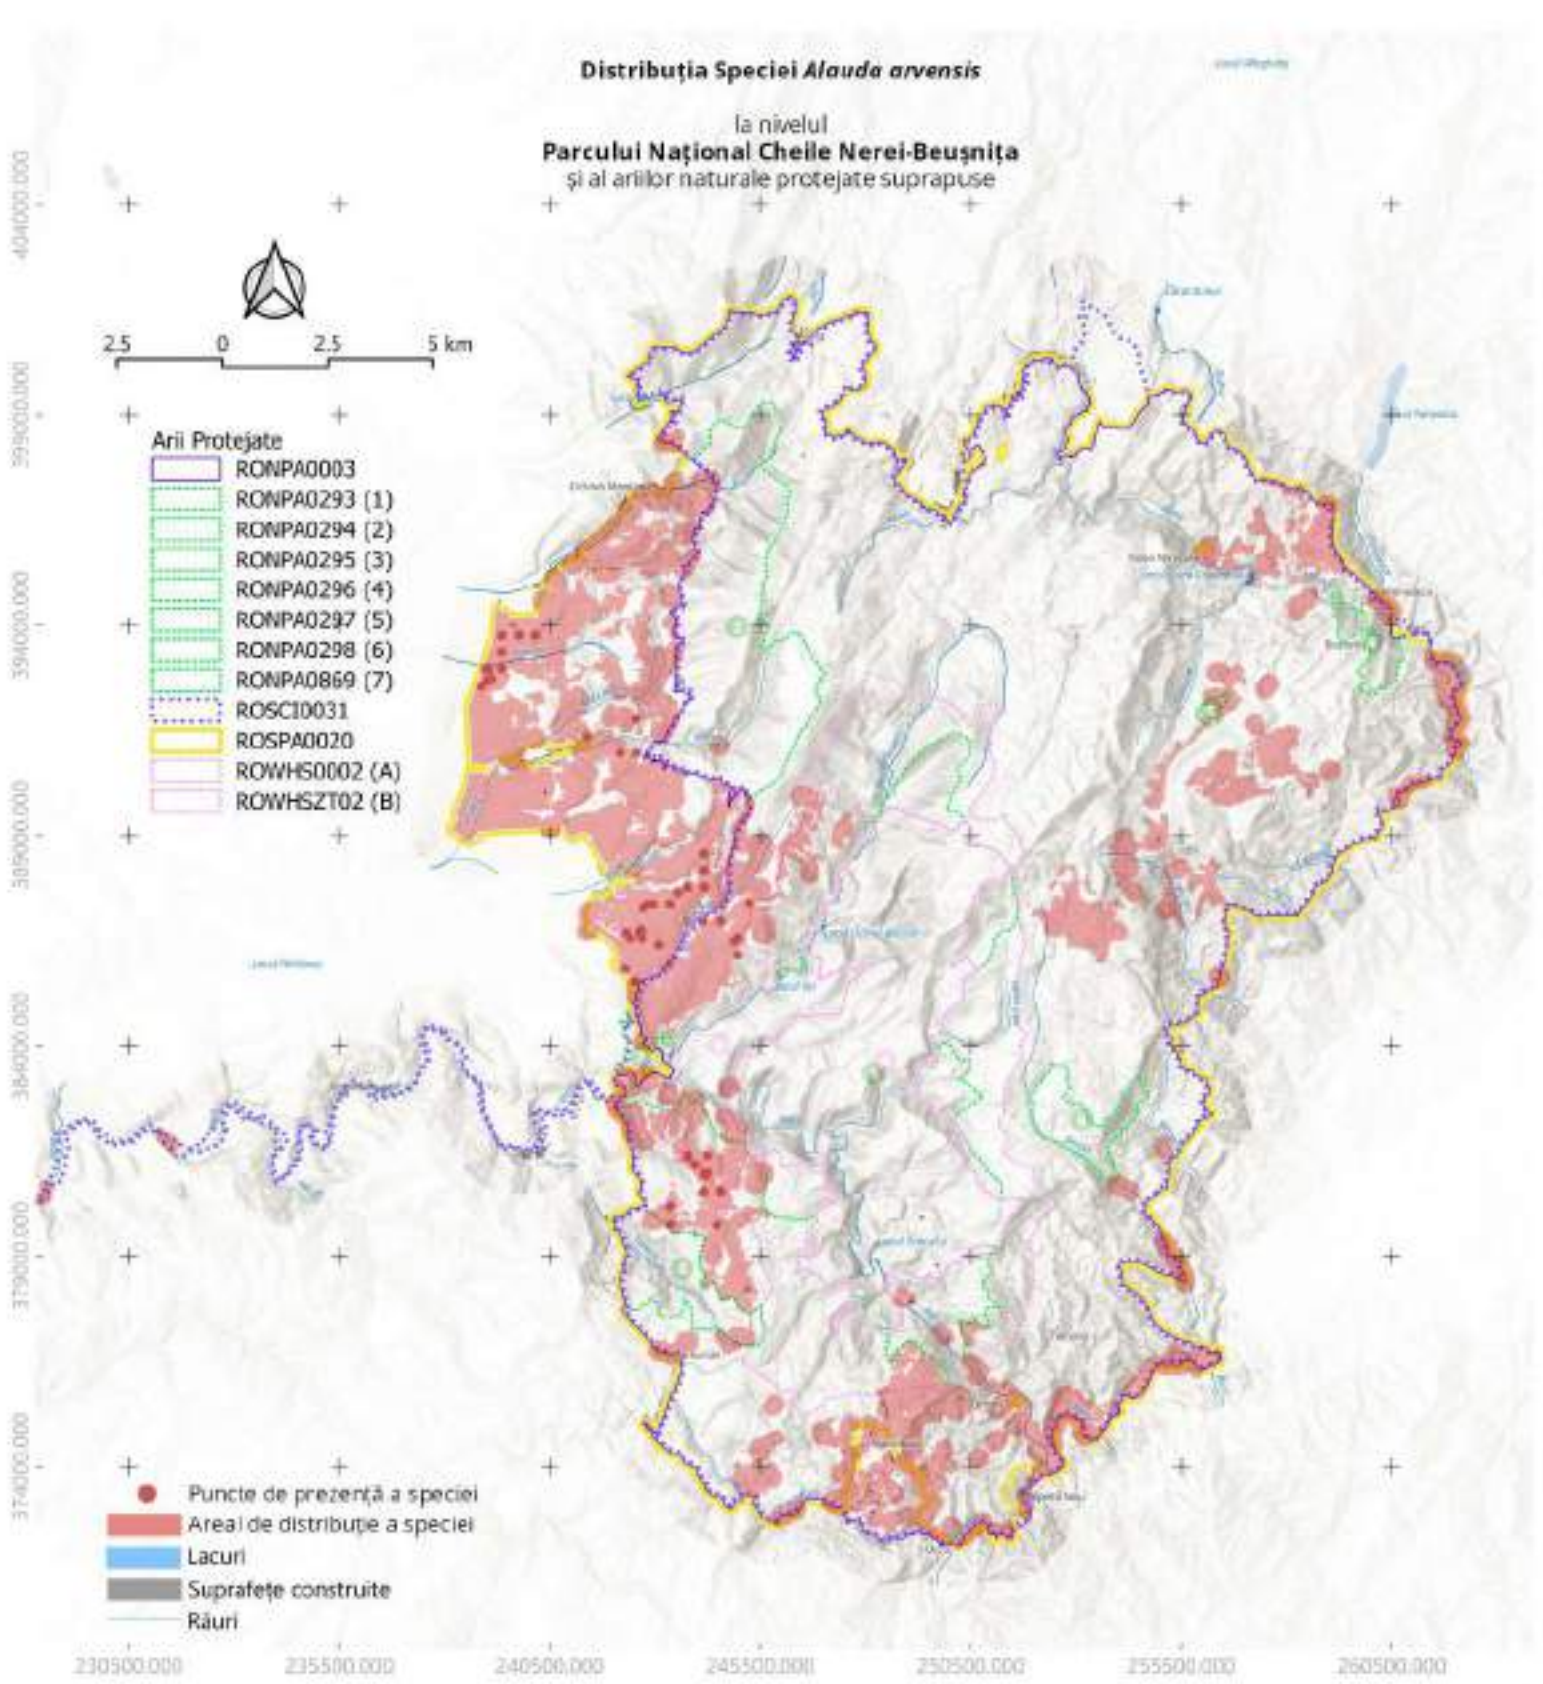 Distribuția Speciei Alauda arvensis
la nivelul
Parcului Național Cheile Nerei-Beușnița
și al ariilor naturale protejate suprapuse
404000.000
399000.000
394000.000
389000.000
384000.000
379000.000
374000.000
2.5 0 2.5 5 km
Arii Protejate
RONPA0003
RONPA0293 (1)
RONPA0294 (2)
RONPA0295 (3)
RONPA0296 (4)
RONPA0297 (5)
RONPA0298 (6)
RONPA0869 (7)
ROSCI0031
ROSPA0020
ROWHS0002 (A)
ROWHSZT02 (B)
Puncte de prezență a speciei
Areal de distribuție a speciei
Lacuri
Suprafețe construite
Râuri
230500.000 235500.000 240500.000 245500.000 250500.000 255500.000 260500.000